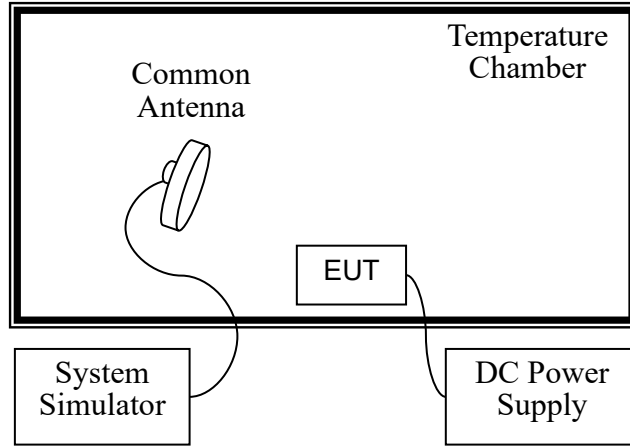 Temperature
Chamber
Common
Antenna
EUT
System
Simulator
DC Power
Supply